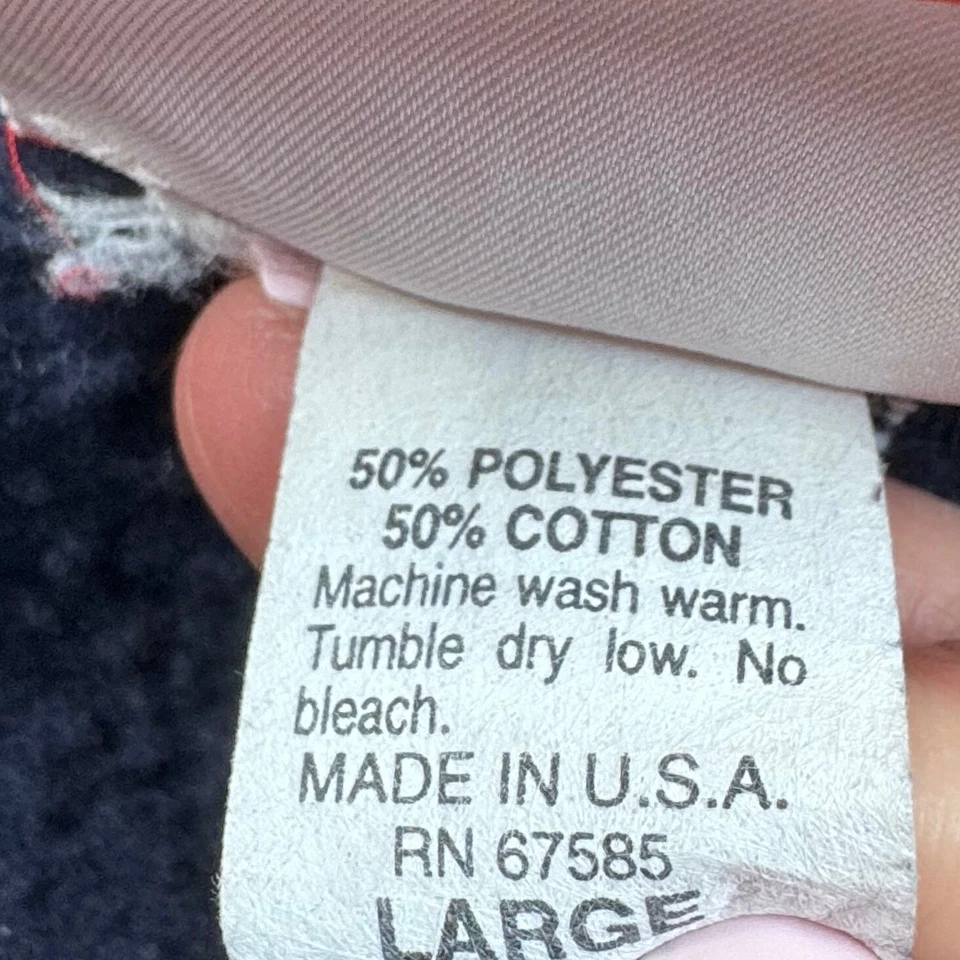 50% POLYESTER
50% COTTON
Machine wash warm.
Tumble dry low. No
bleach.
MADE IN U.S.A.
RN 67585
LARGE